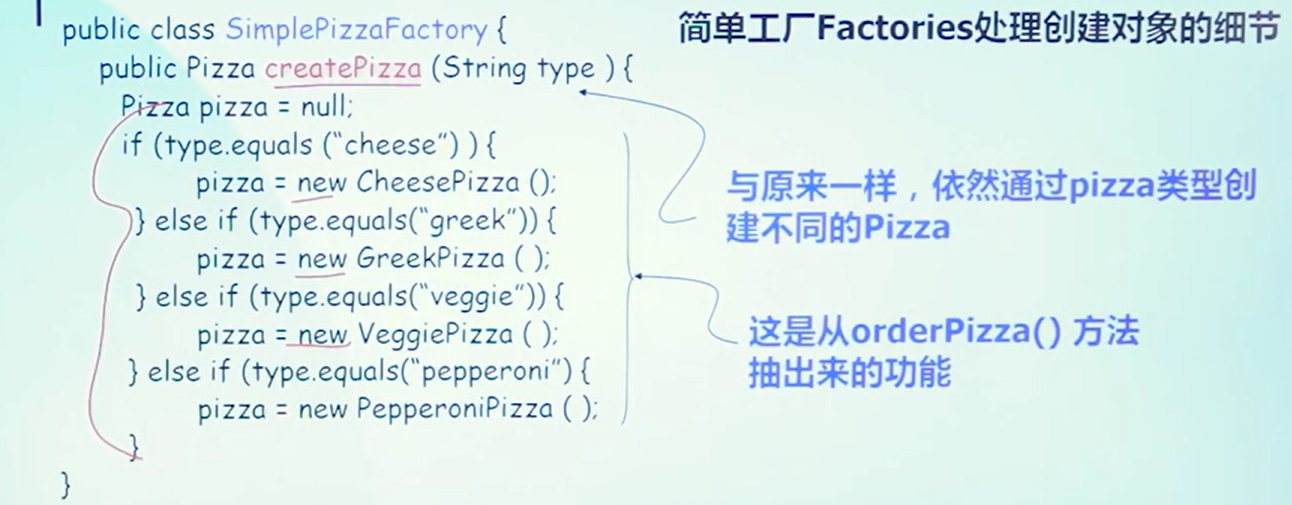 简单工厂Factories处理创建对象的细节
public class SimplePizzaFactory {
public Pizza createPizza (String type ) {
Pizza pizza = null;
if (type.equals (“cheese”) ) {
pizza = new CheesePizza ();
} else if (type.equals(“greek”)) {
pizza = new GreekPizza ( );
} else if (type.equals(“veggie”)) {
pizza = new VeggiePizza ( );
} else if (type.equals(“pepperoni”) {
pizza = new PepperoniPizza ( );
}
}
与原来一样，依然通过pizza类型创
建不同的Pizza
这是从orderPizza() 方法
抽出来的功能